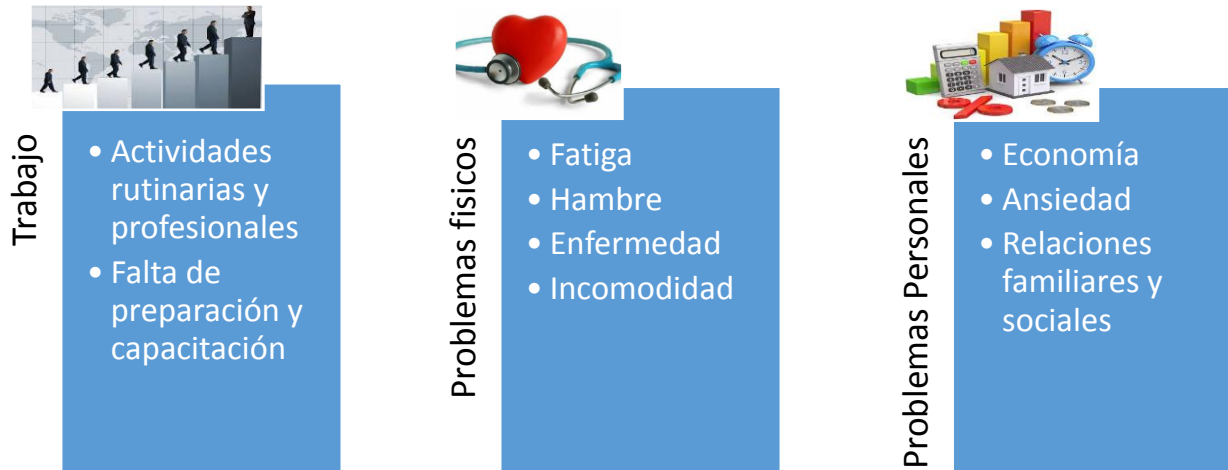 Trabajo
• Actividades
rutinarias y
profesionales
• Falta de
preparación y
capacitación
Problemas fisicos
• Fatiga
• Hambre
• Enfermedad
• Incomodidad
Problemas Personales
• Economía
• Ansiedad
• Relaciones
familiares y
sociales